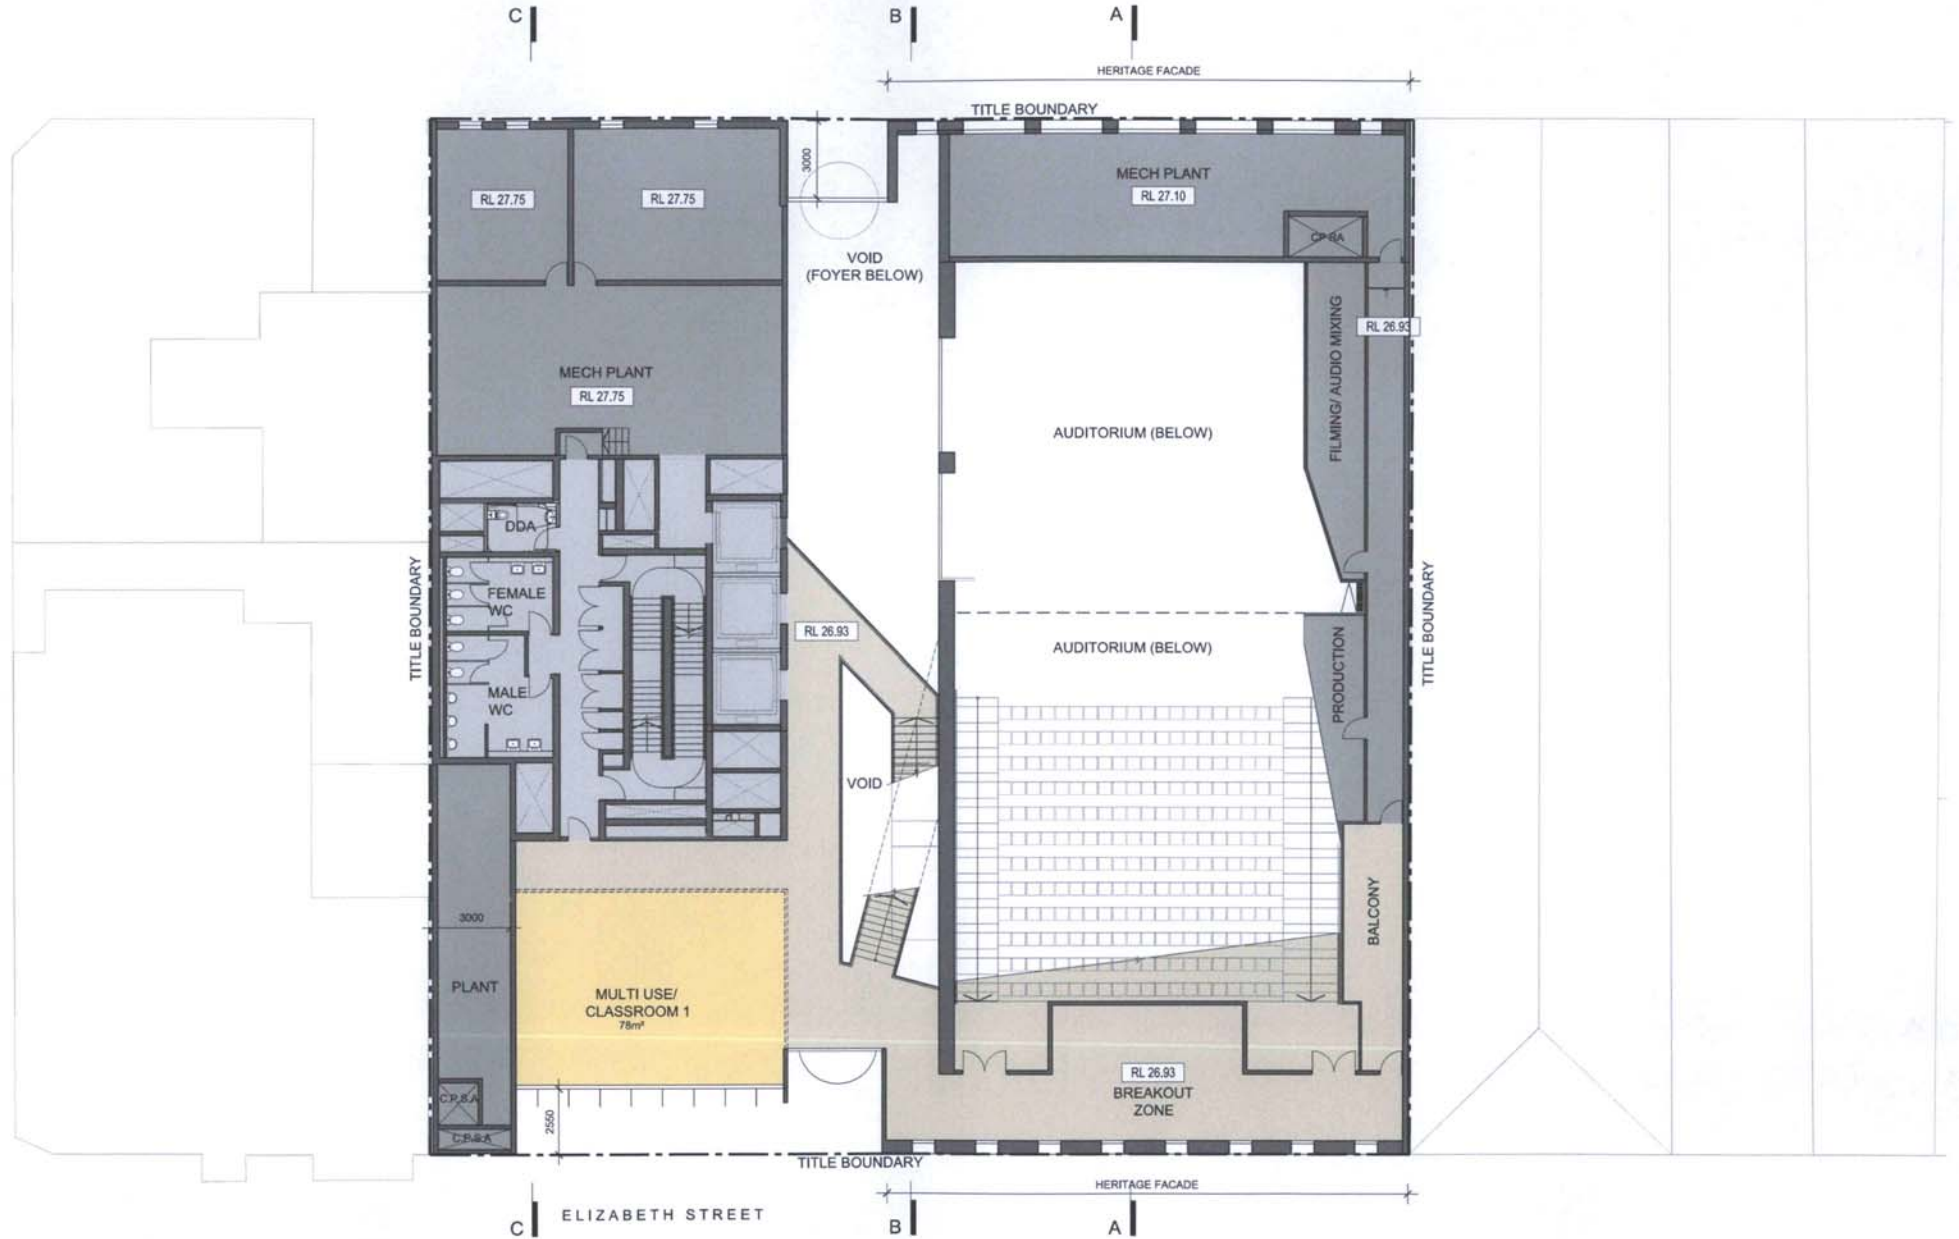 C
B
A
HERITAGE FACADE
TITLE BOUNDARY
3000
MECH PLANT
RL 27.10
RL 27.75
RL 27.75
CP SA
VOID
(FOYER BELOW)
FILMING/ AUDIO MIXING
RL 26.93
MECH PLANT
RL 27.75
AUDITORIUM (BELOW)
DDA
TITLE BOUNDARY
FEMALE
WC
RL 26.93
AUDITORIUM (BELOW)
PRODUCTION
TITLE BOUNDARY
MALE
WC
VOID
3000
BALCONY
PLANT
MULTI USE/
CLASSROOM 1
78m²
RL 26.93
BREAKOUT
ZONE
C.P.S.A
2550
C.P.S.A
TITLE BOUNDARY
HERITAGE FACADE
C
ELIZABETH STREET
B
A